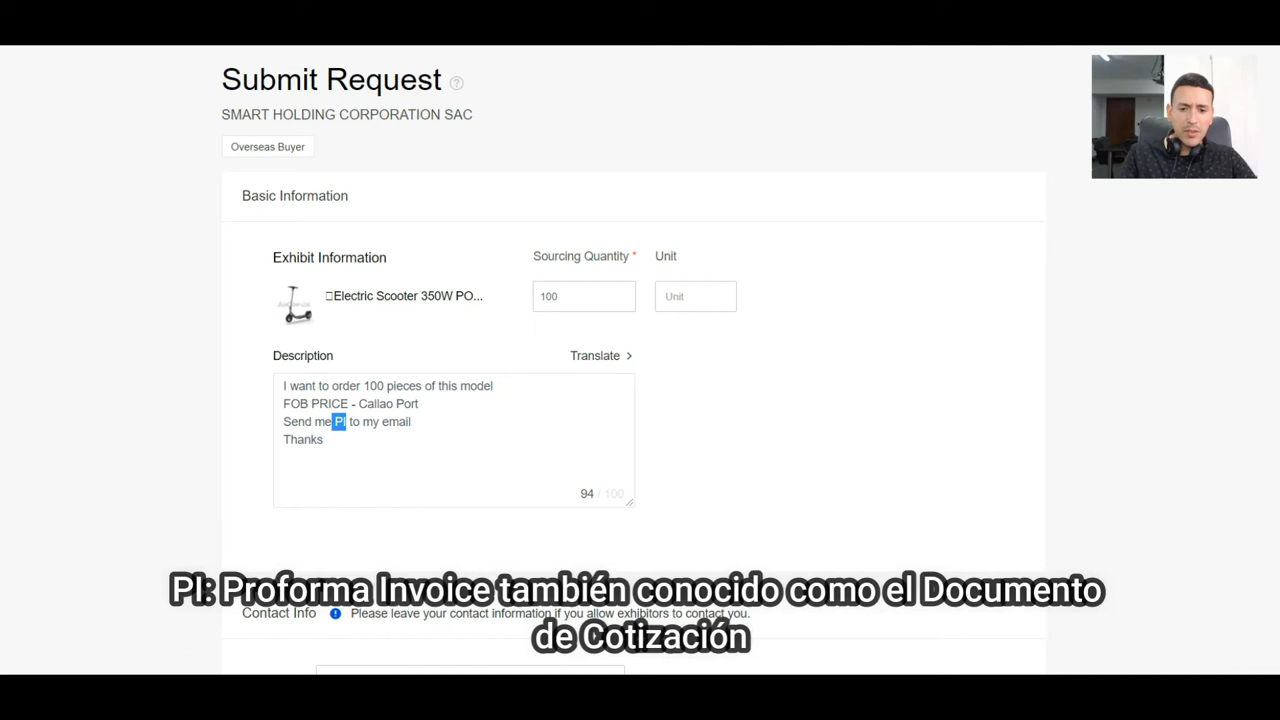 Submit Request ?
SMART HOLDING CORPORATION SAC
Overseas Buyer
Basic Information
Exhibit Information
Sourcing Quantity * Unit
□Electric Scooter 350W PO...
100
Unit
Description
Translate >
I want to order 100 pieces of this model
FOB PRICE - Callao Port
Send me PI to my email
Thanks
94 / 100
PI: Proforma Invoice también conocido como el Documento
de Cotización
Contact Info
Please leave your contact information if you allow exhibitors to contact you.